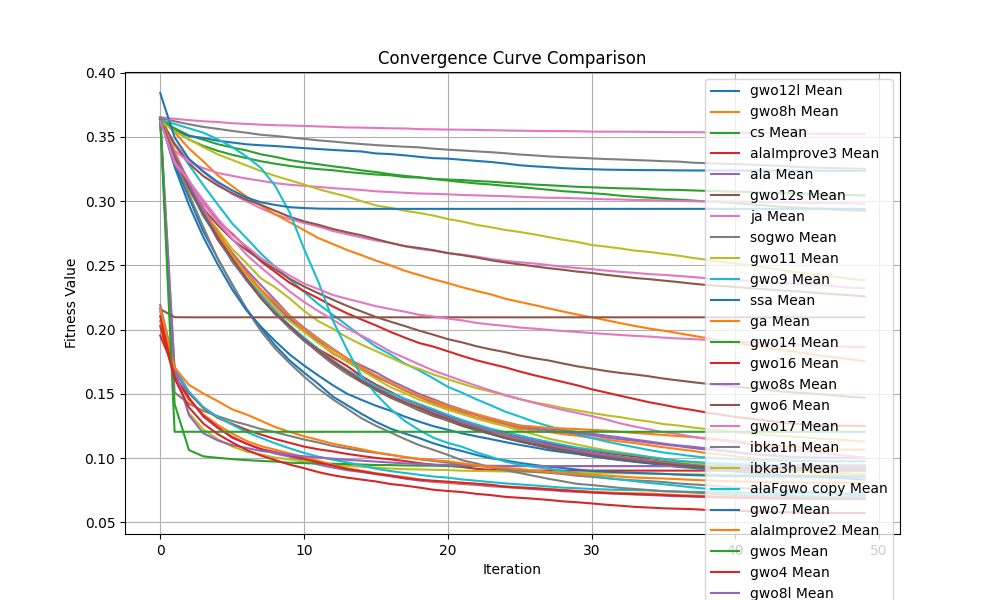 Convergence Curve Comparison
Fitness Value
0.40
0.35
0.30
0.25
0.20
0.15
0.10
0.05
0
10
20
30
40
50
Iteration
gwo12l Mean
gwo8h Mean
cs Mean
alaImprove3 Mean
ala Mean
gwo12s Mean
ja Mean
sogwo Mean
gwo11 Mean
gwo9 Mean
ssa Mean
ga Mean
gwo14 Mean
gwo16 Mean
gwo8s Mean
gwo6 Mean
gwo17 Mean
ibka1h Mean
ibka3h Mean
alaFgwo copy Mean
gwo7 Mean
alaImprove2 Mean
gwos Mean
gwo4 Mean
gwo8l Mean